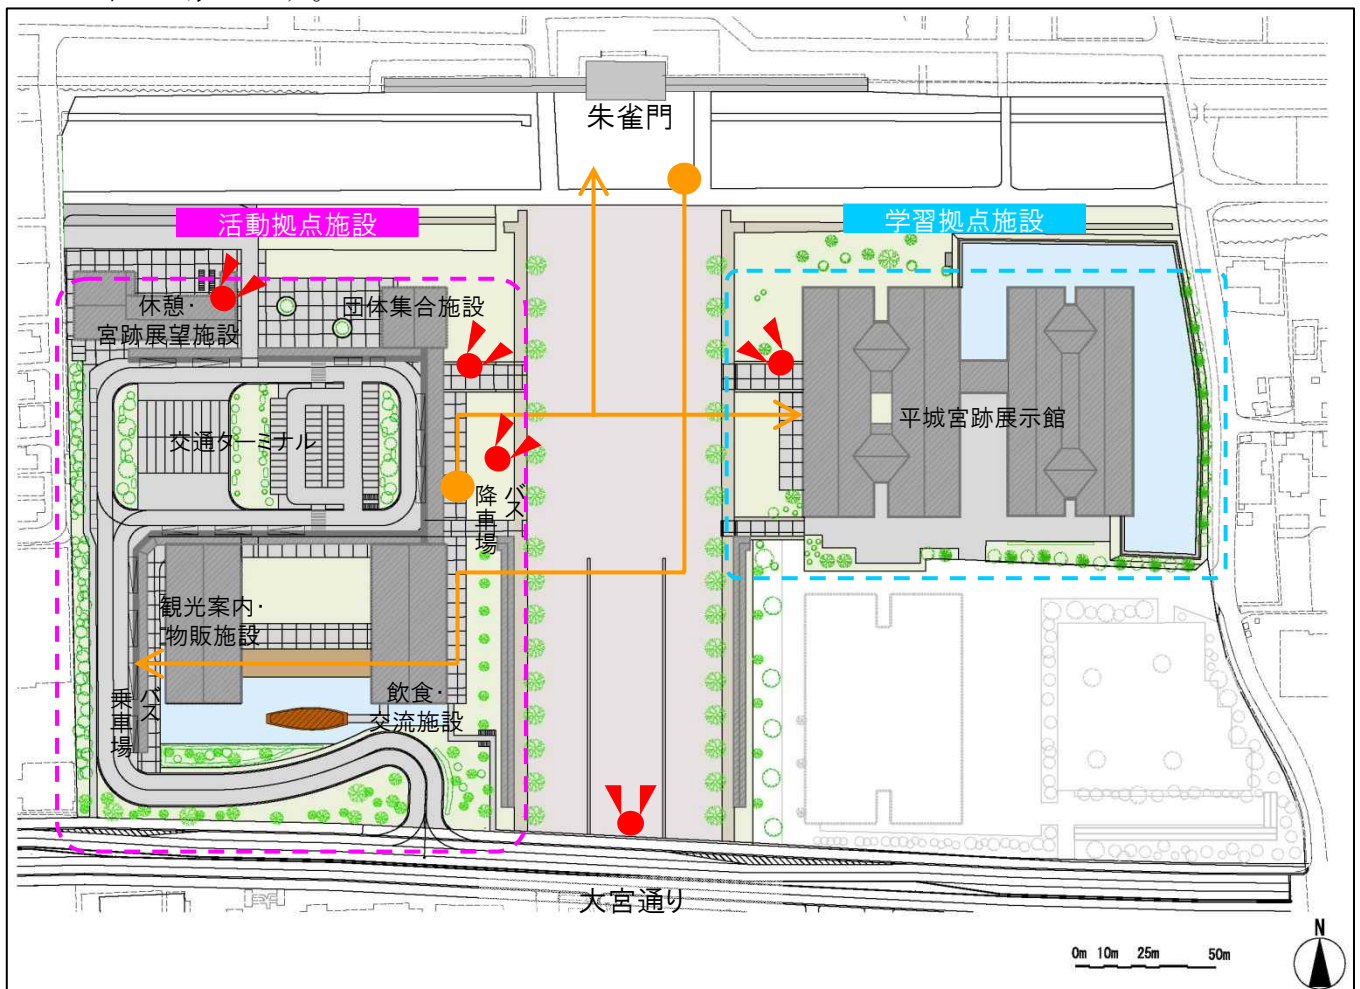 朱雀門
活動拠点施設
学習拠点施設
休憩・
宮跡展望施設
団体集合施設
交通ターミナル
平城宮跡展示館
バス
降車場
観光案内・
物販施設
バス
乗車場
飲食・
交流施設
大宮通り
N
0m 10m 25m 50m